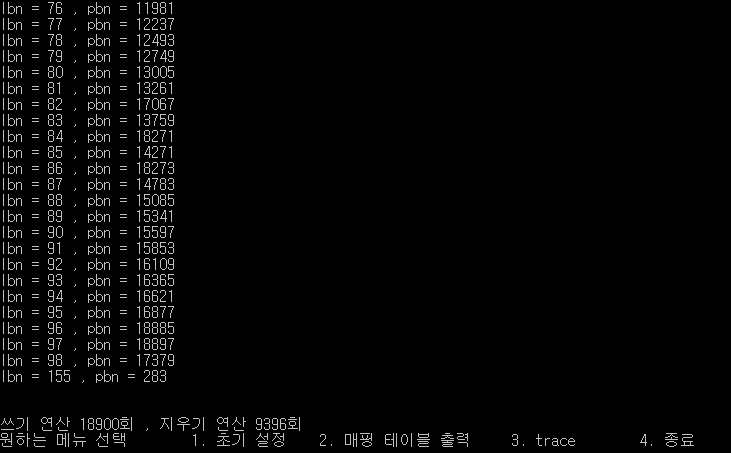 lbn = 76 , pbn = 11981
lbn = 77 , pbn = 12237
lbn = 78 , pbn = 12493
lbn = 79 , pbn = 12749
lbn = 80 , pbn = 13005
lbn = 81 , pbn = 13261
lbn = 82 , pbn = 17067
lbn = 83 , pbn = 13759
lbn = 84 , pbn = 18271
lbn = 85 , pbn = 14271
lbn = 86 , pbn = 18273
lbn = 87 , pbn = 14783
lbn = 88 , pbn = 15085
lbn = 89 , pbn = 15341
lbn = 90 , pbn = 15597
lbn = 91 , pbn = 15853
lbn = 92 , pbn = 16109
lbn = 93 , pbn = 16365
lbn = 94 , pbn = 16621
lbn = 95 , pbn = 16877
lbn = 96 , pbn = 18885
lbn = 97 , pbn = 18897
lbn = 98 , pbn = 17379
lbn = 155 , pbn = 283
쓰기 연산 18900회 , 지우기 연산 9396회
원하는 메뉴 선택 1. 초기 설정 2. 매핑 테이블 출력 3. trace 4. 종료